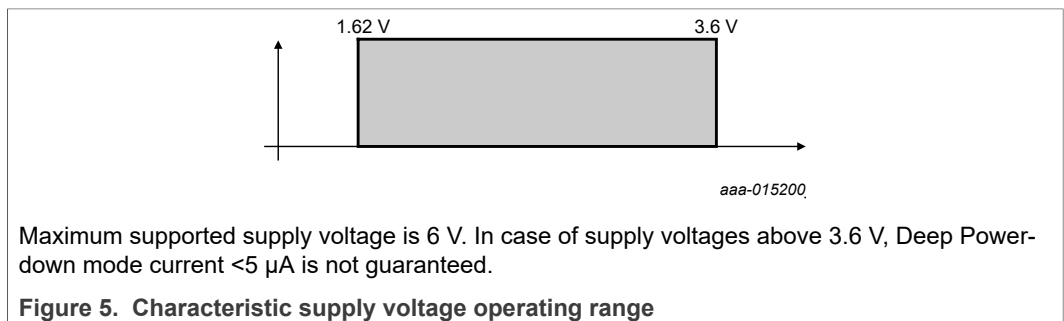 1.62 V 3.6 V
aaa-015200
Maximum supported supply voltage is 6 V. In case of supply voltages above 3.6 V, Deep Power-
down mode current <5 µA is not guaranteed.
Figure 5. Characteristic supply voltage operating range